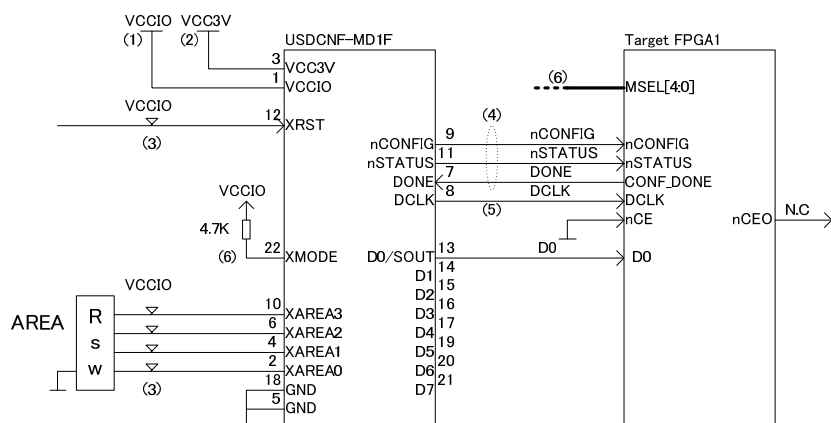 VCCIO VCC3V
(1) (2) USDCNF-MD1F Target FPGA1
3 VCC3V (6)
1 VCCIO MSEL[4:0]
VCCIO (4)
12 XRST
(3) 9 nCONFIG
nCONFIG nCONFIG
11 nSTATUS
nSTATUS nSTATUS
7 DONE
DONE CONF_DONE
VCCIO 8 DCLK
DCLK (5) DCLK
nCE nCEO N.C
4.7K
(6) 22 XMODE D0/SOUT 13 D0 D0
D1 14
VCCIO D2 15
10 XAREA3 D3 16
AREA R 6 XAREA2 D4 17
s 4 XAREA1 D5 19
w 2 XAREA0 D6 20
(3) 18 GND D7 21
5 GND